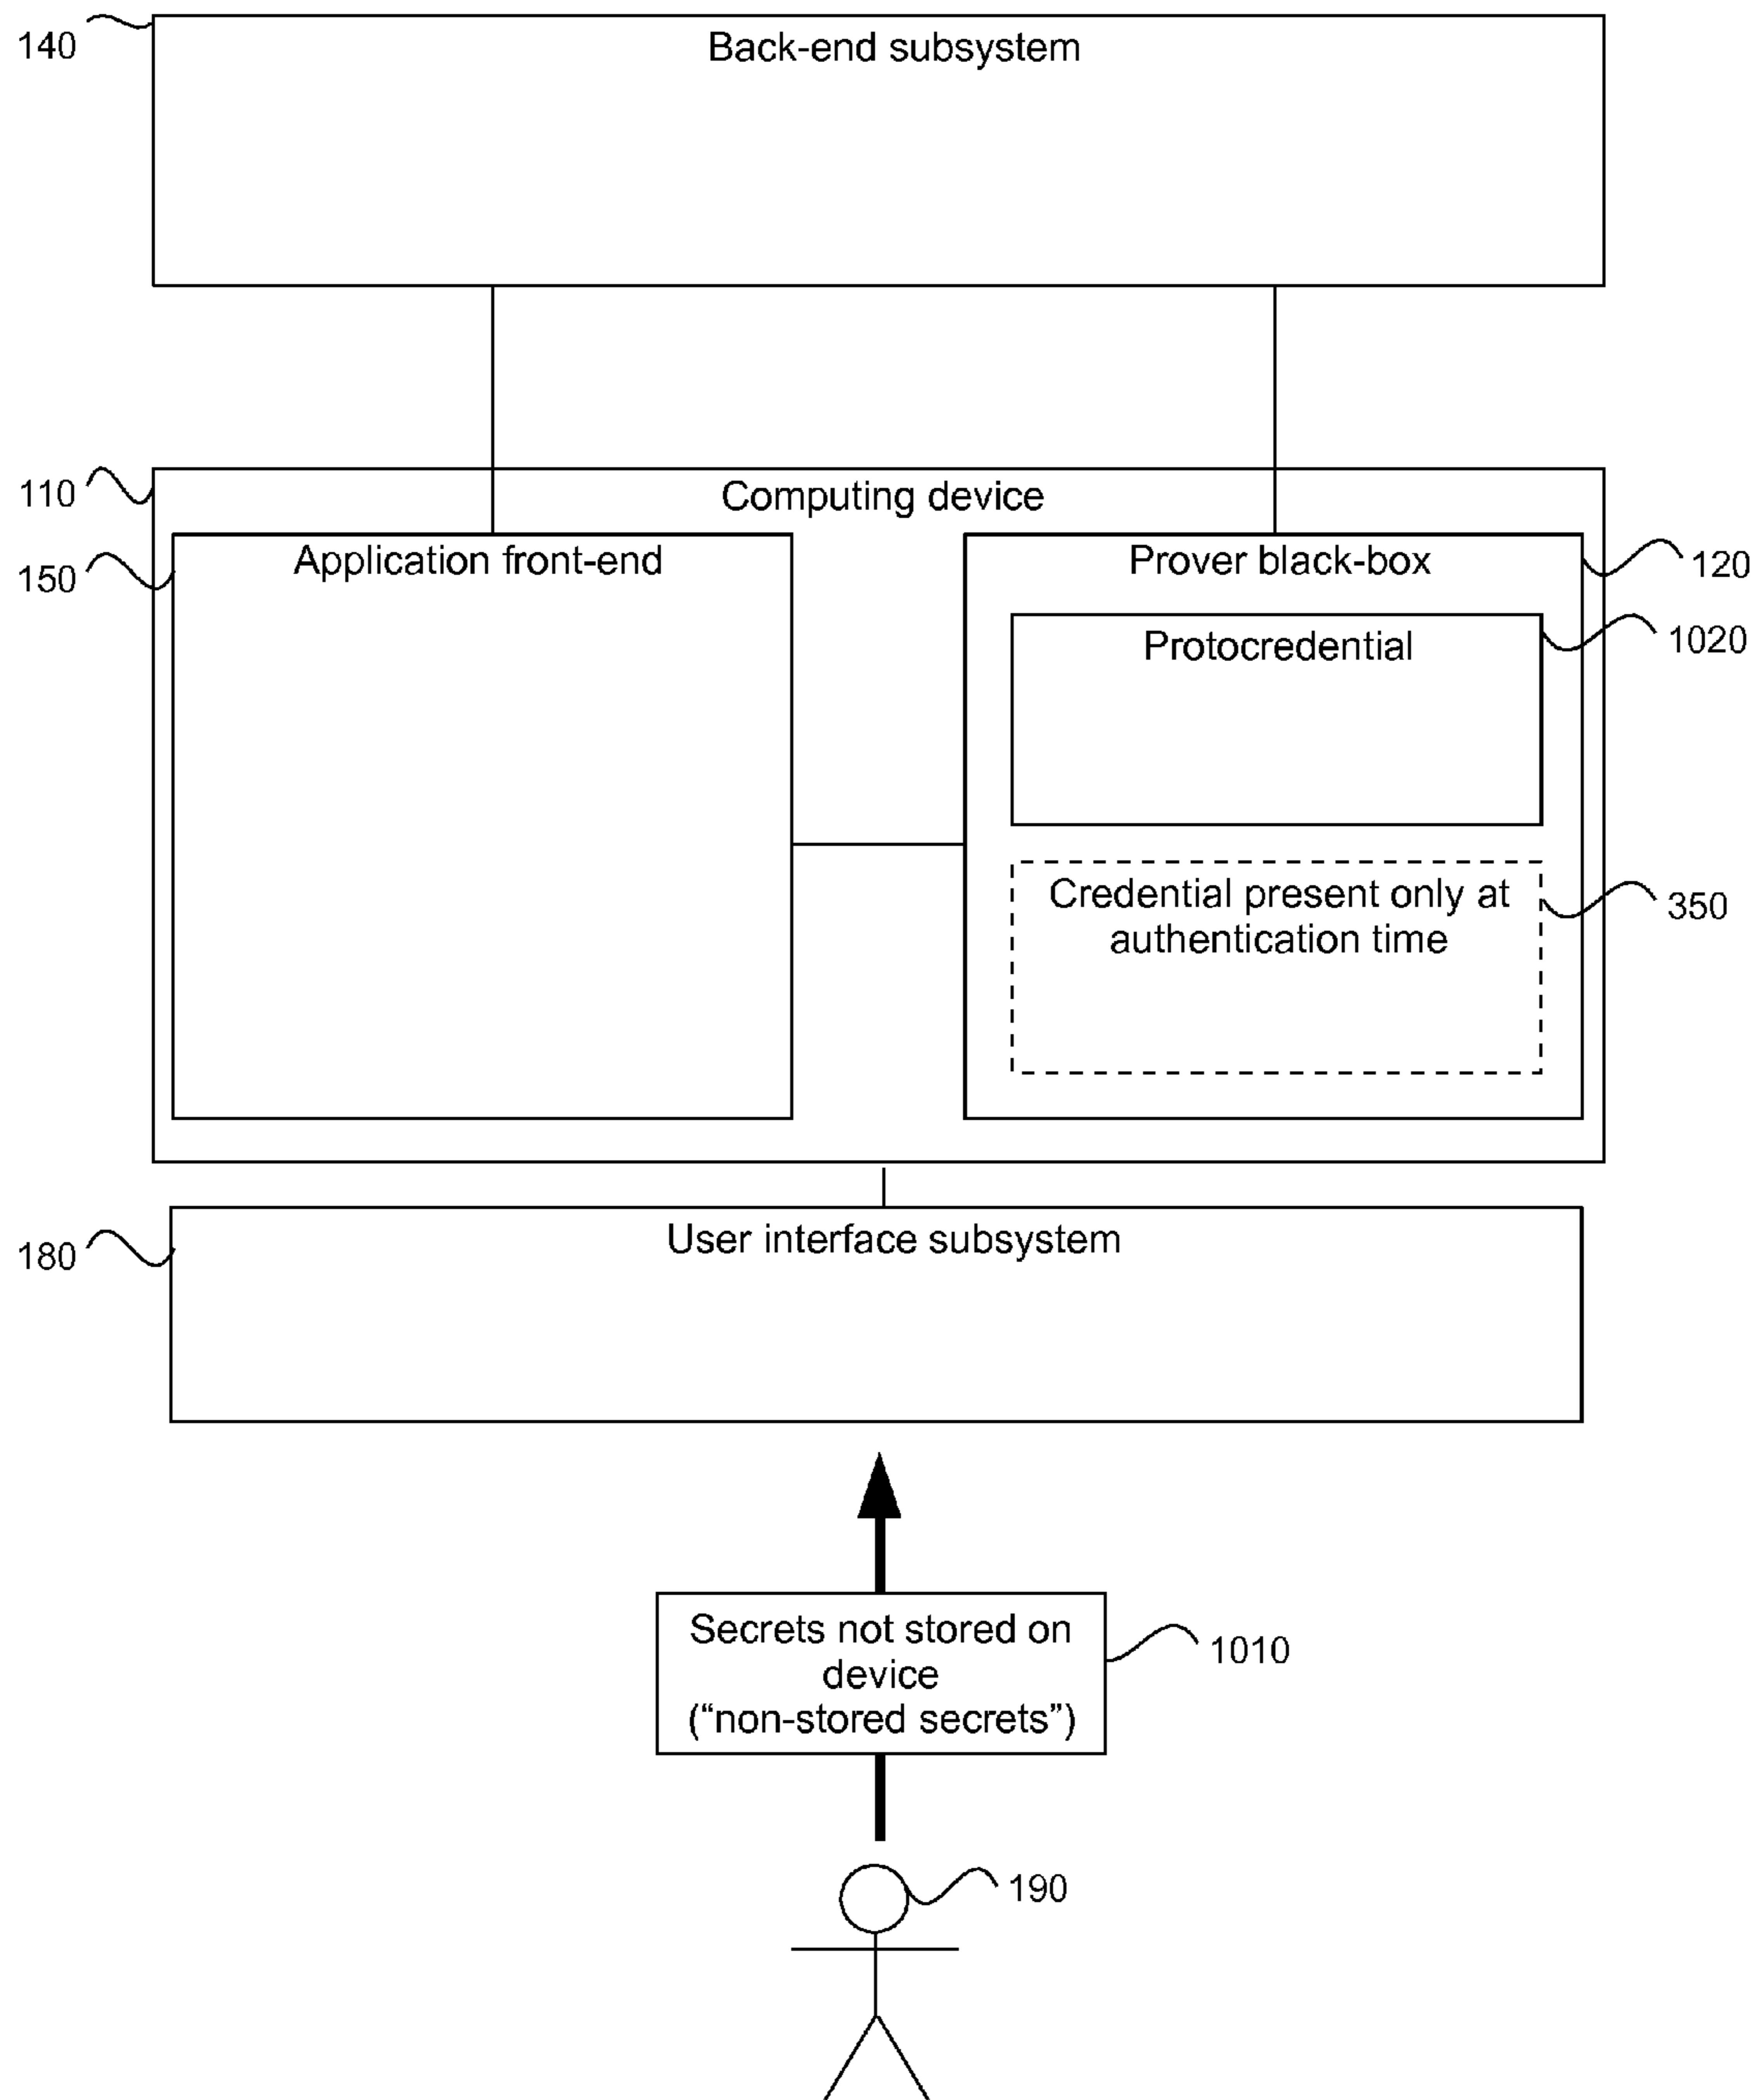 140
Back-end subsystem
110
Computing device
150
Application front-end
Prover black-box
120
Protocredential
1020
Credential present only at
authentication time
350
180
User interface subsystem
Secrets not stored on
device
(“non-stored secrets”)
1010
190